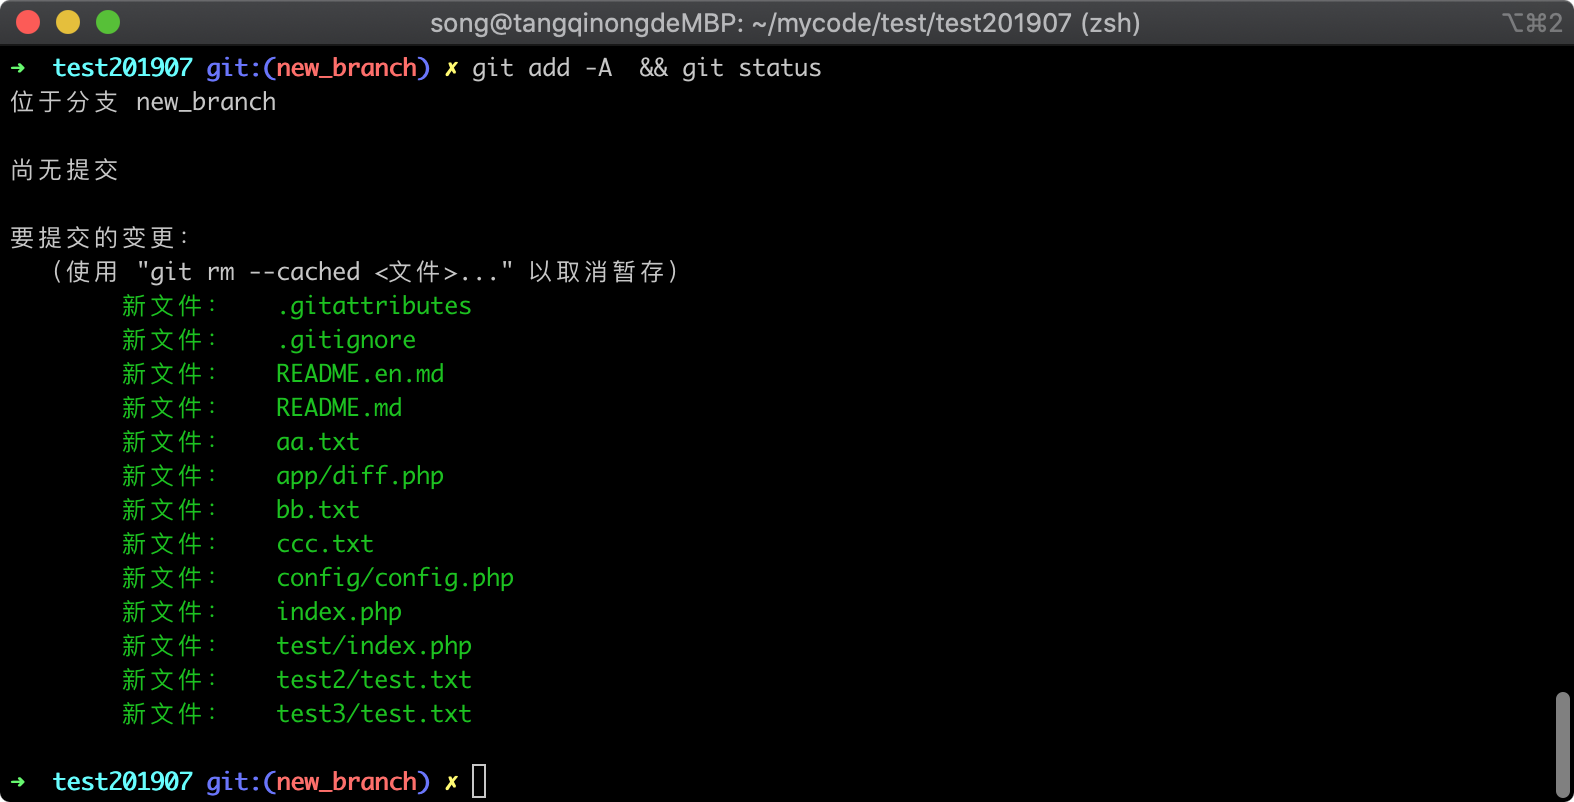 song@tangqinongdeMBP: ~/mycode/test/test201907 (zsh) ⌥⌘2
➜  test201907 git:(new_branch) ✗ git add -A  && git status
位于分支 new_branch
尚无提交
要提交的变更：
（使用 "git rm --cached <文件>..." 以取消暂存）
新文件：   .gitattributes
新文件：   .gitignore
新文件：   README.en.md
新文件：   README.md
新文件：   aa.txt
新文件：   app/diff.php
新文件：   bb.txt
新文件：   ccc.txt
新文件：   config/config.php
新文件：   index.php
新文件：   test/index.php
新文件：   test2/test.txt
新文件：   test3/test.txt
➜  test201907 git:(new_branch) ✗